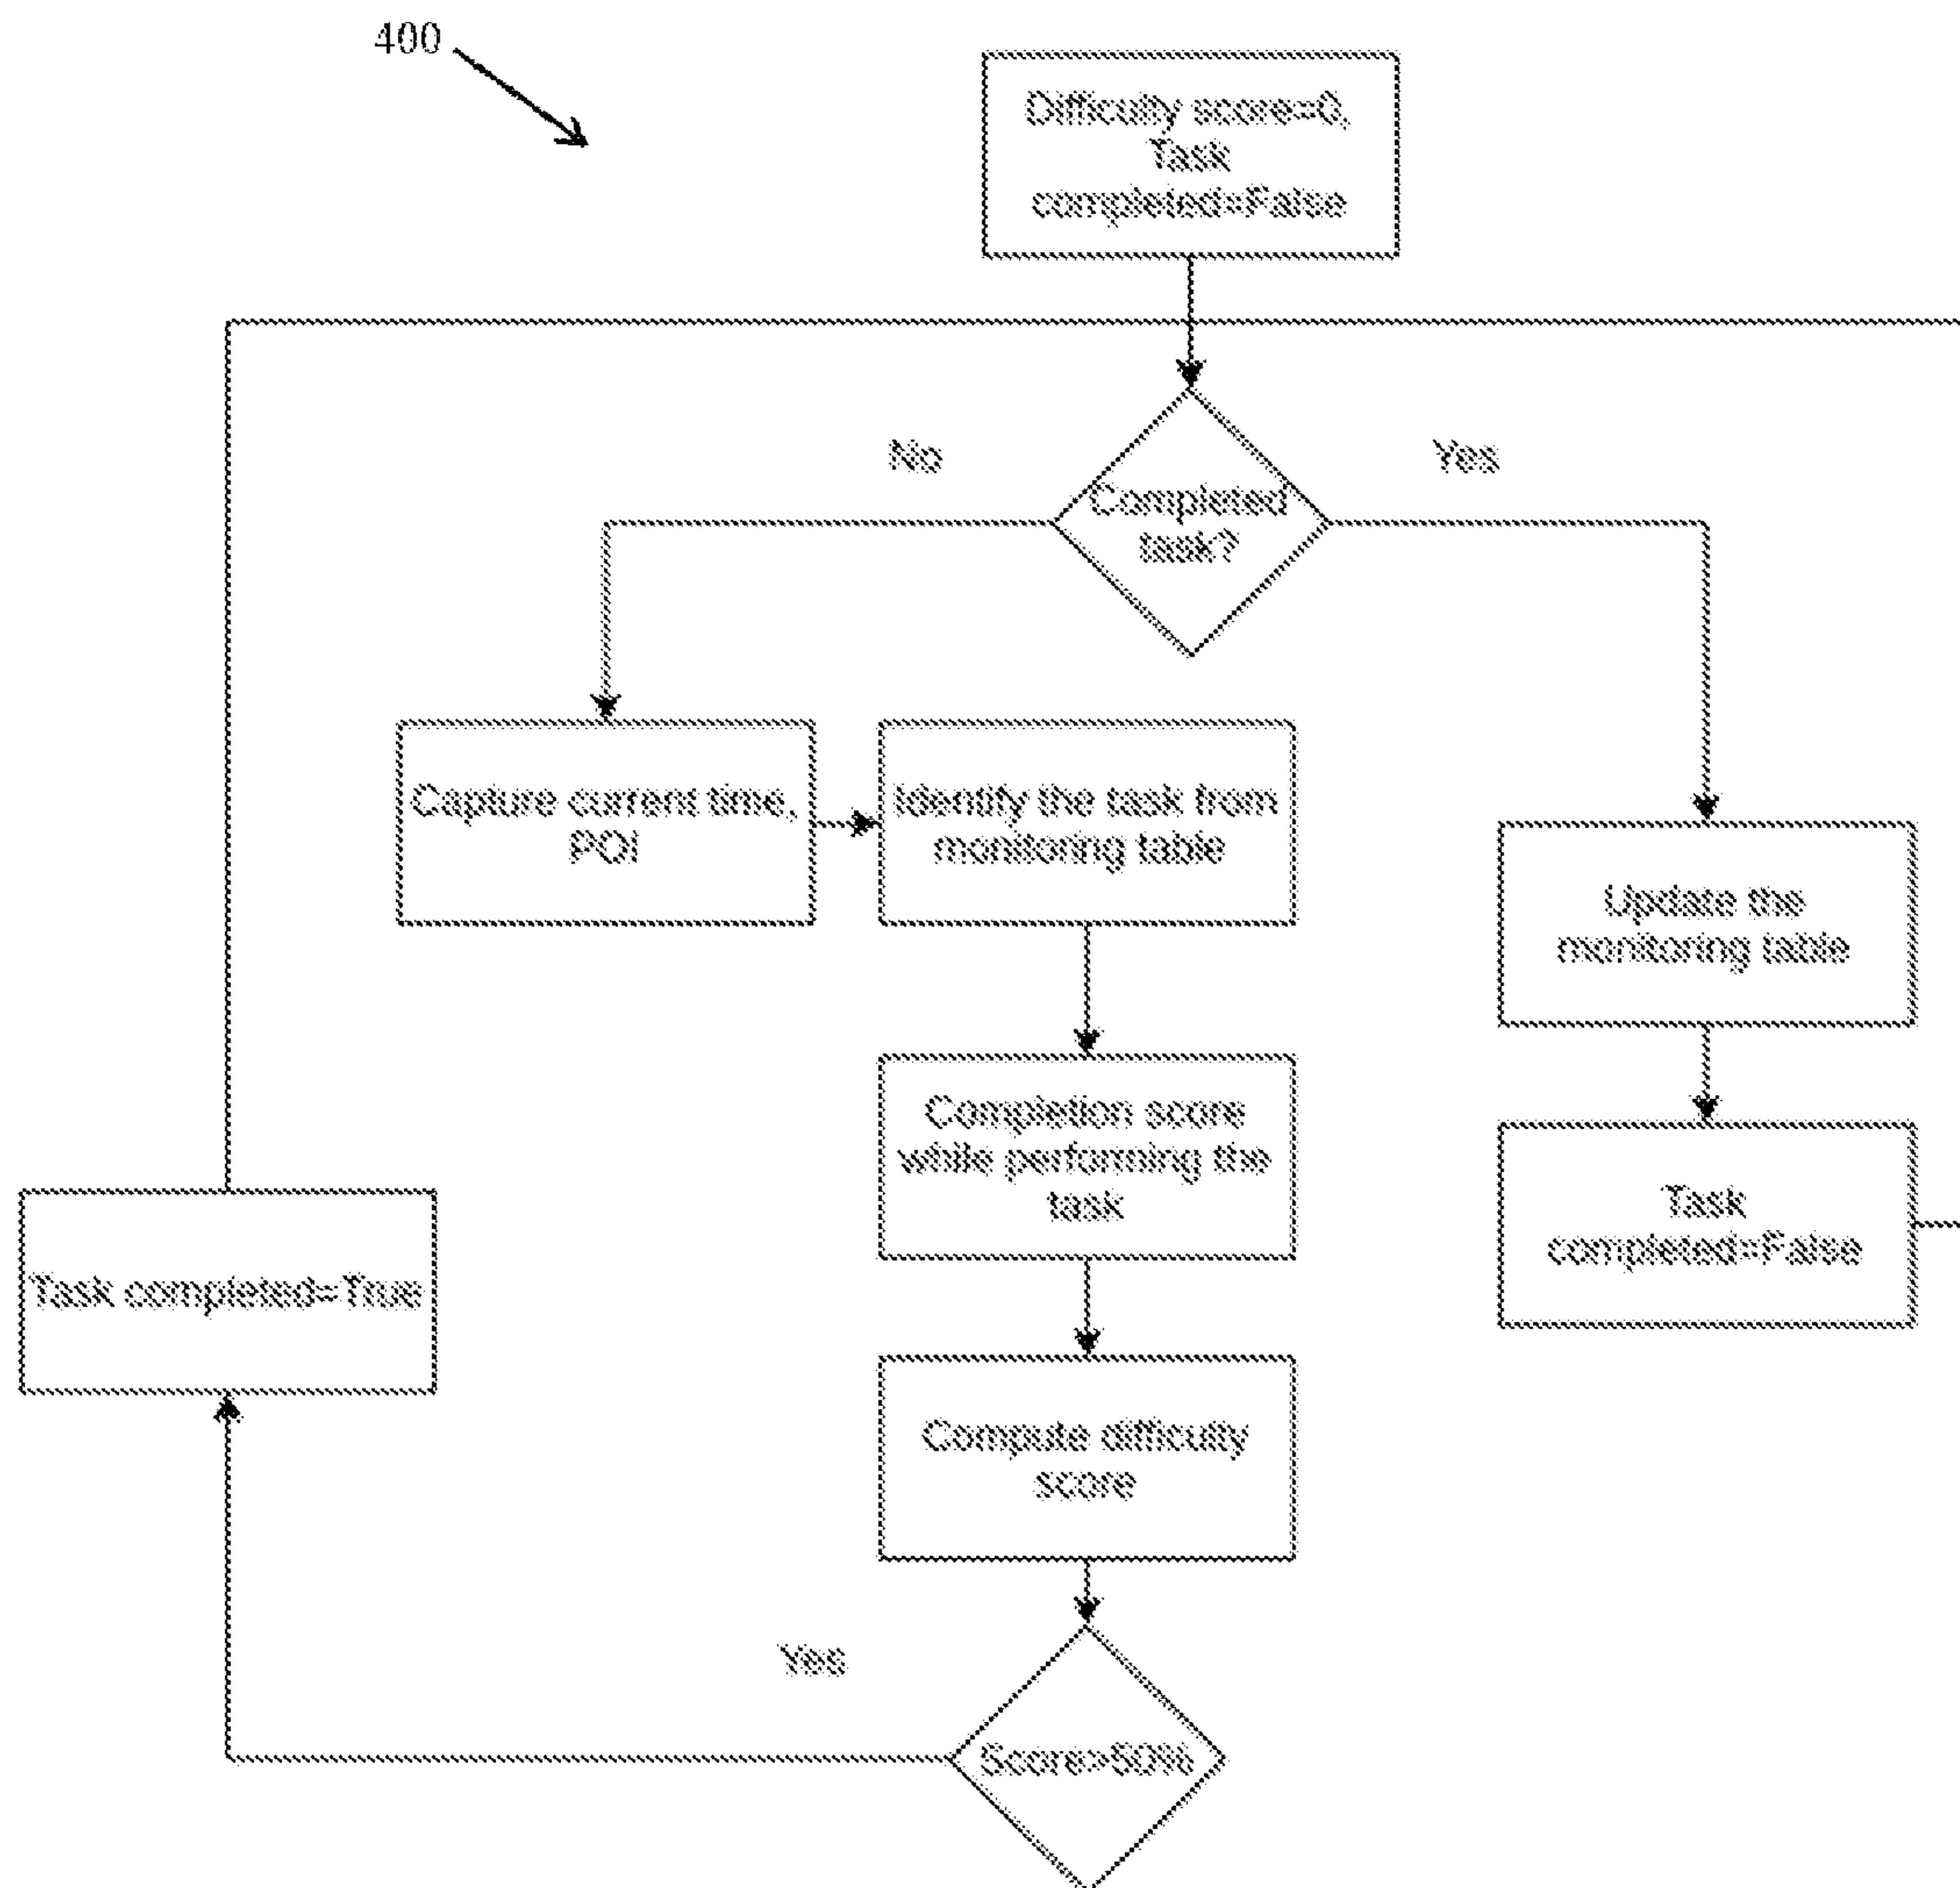 400
Difficulty score=0,
Task
completed=False
No
Yes
Completed
task?
Capture current time,
POI
Identify the task from
monitoring table
Update the
monitoring table
Completion score
while performing the
task
Task
completed=False
Task completed=True
Compute difficulty
score
Yes
Score>50%